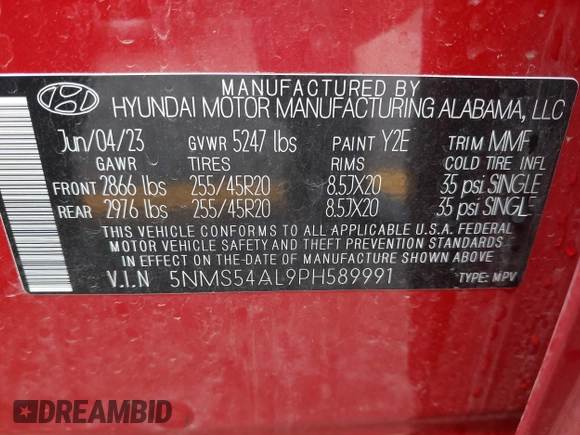 MANUFACTURED BY
HYUNDAI MOTOR MANUFACTURING ALABAMA, LLC
Jun/04/23 GVWR 5247 lbs PAINT Y2E TRIM MMF
GAWR TIRES RIMS COLD TIRE INFL
FRONT 2866 lbs 255/45R20 8.5JX20 35 psi SINGLE
REAR 2976 lbs 255/45R20 8.5JX20 35 psi SINGLE
THIS VEHICLE CONFORMS TO ALL APPLICABLE U.S.A. FEDERAL
MOTOR VEHICLE SAFETY AND THEFT PREVENTION STANDARDS
IN EFFECT ON THE DATE OF MANUFACTURE SHOWN ABOVE.
V.I.N 5NMS54AL9PH589991 TYPE: MPV
DREAMBID